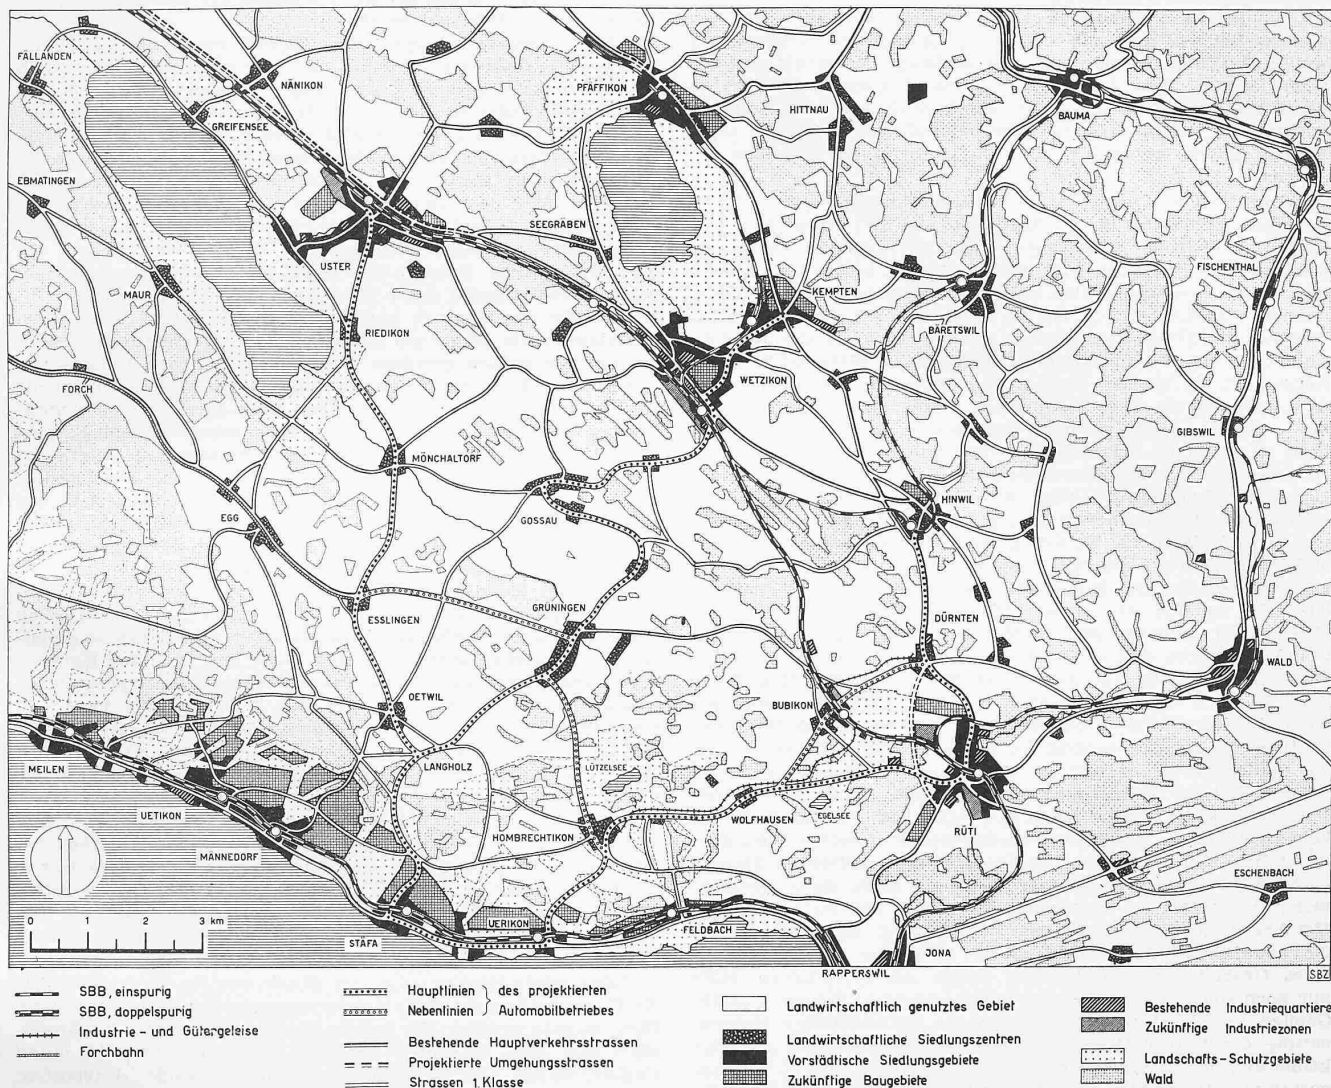 FÄLLANDEN
NÄNIKON
GREIFENSEE
PFÄFFIKON
HITTNAU
BAUMA
EBMATINGEN
SEEGRÄBEN
USTER
MAUR
RIEDIKON
KEMPTEN
FISCHENTHAL
BÄRETSWIL
FORCH
WETZIKON
GIBSWIL
MÖNCHALTORF
EGG
GOSSAU
HINWIL
ESSLINGEN
GRÜNINGEN
DÜRNTEN
WALD
OETWIL
BUBIKON
MEILEN
LANGHOLZ
LÜTZELSEE
UETIKON
HOMBRECHTIKON
WOLFHAUSEN
EGELSEE
RÜTI
MÄNNEDORF
ESCHENBACH
0 1 2 3 km
STÄFA
UERIKON
FELDBACH
JONA
RAPPERSWIL
SBZ
SBB, einspurig
SBB, doppelspurig
Industrie- und Gütergeleise
Forchbahn
Hauptlinien } des projektierten
Nebenlinien } Automobilbetriebes
Bestehende Hauptverkehrsstrassen
Projektierte Umgehungsstrassen
Strassen 1. Klasse
Landwirtschaftlich genutztes Gebiet
Landwirtschaftliche Siedlungszentren
Vorstädtische Siedlungsgebiete
Zukünftige Baugebiete
Bestehende Industriequartiere
Zukünftige Industriezonen
Landschafts-Schutzgebiete
Wald